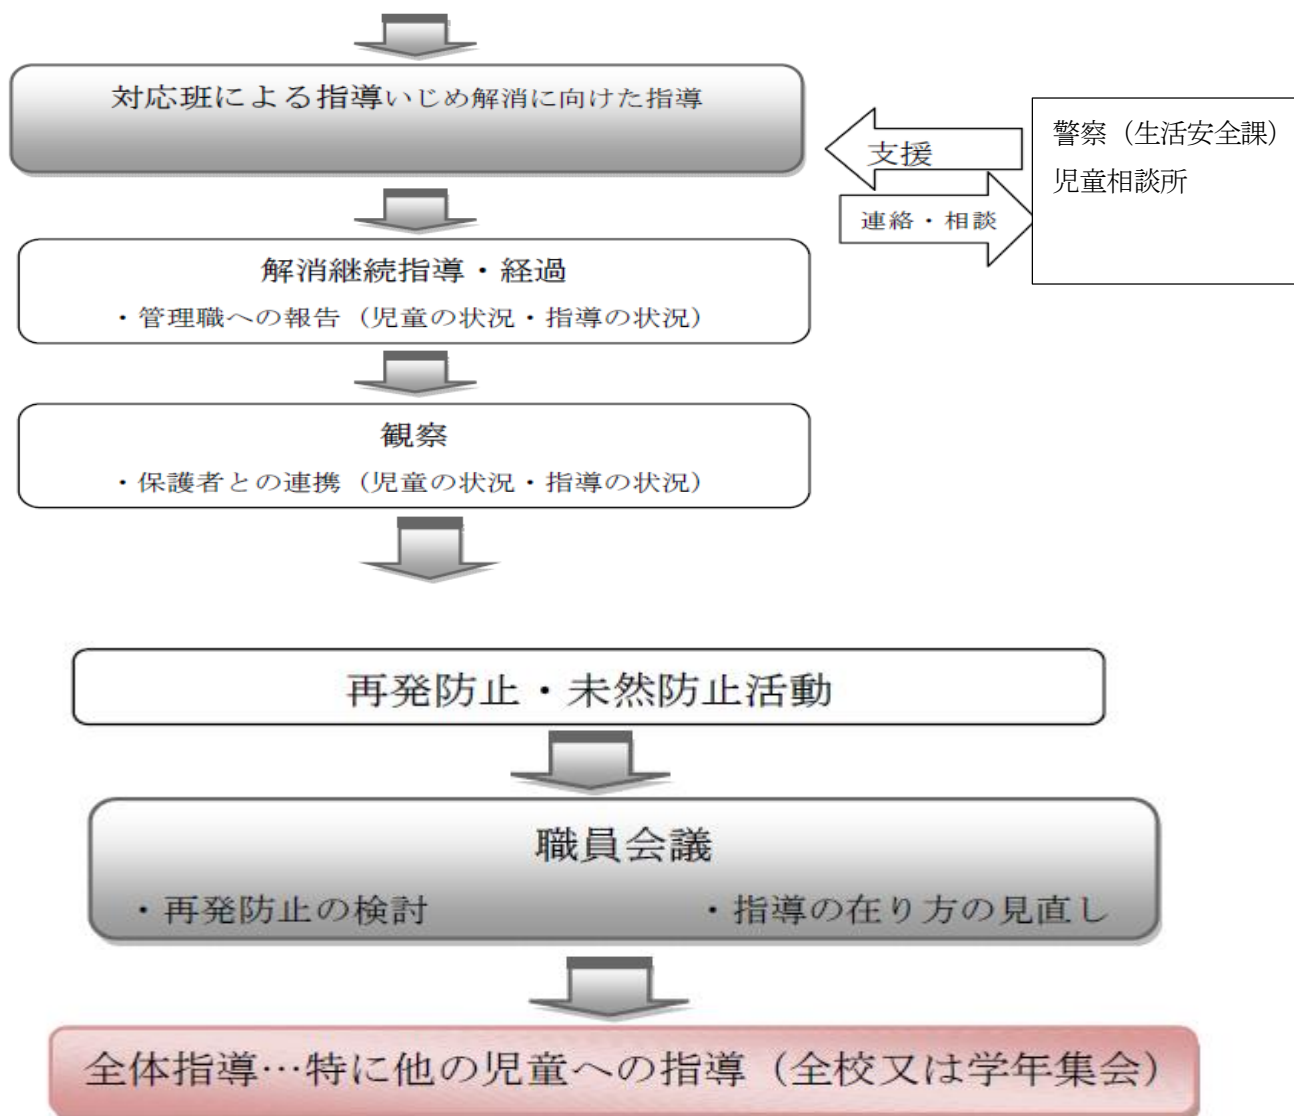 対応班による指導いじめ解消に向けた指導
支援
警察（生活安全課）
児童相談所
連絡・相談
解消継続指導・経過
・管理職への報告（児童の状況・指導の状況）
観察
・保護者との連携（児童の状況・指導の状況）
再発防止・未然防止活動
職員会議
・再発防止の検討　・指導の在り方の見直し
全体指導…特に他の児童への指導（全校又は学年集会）